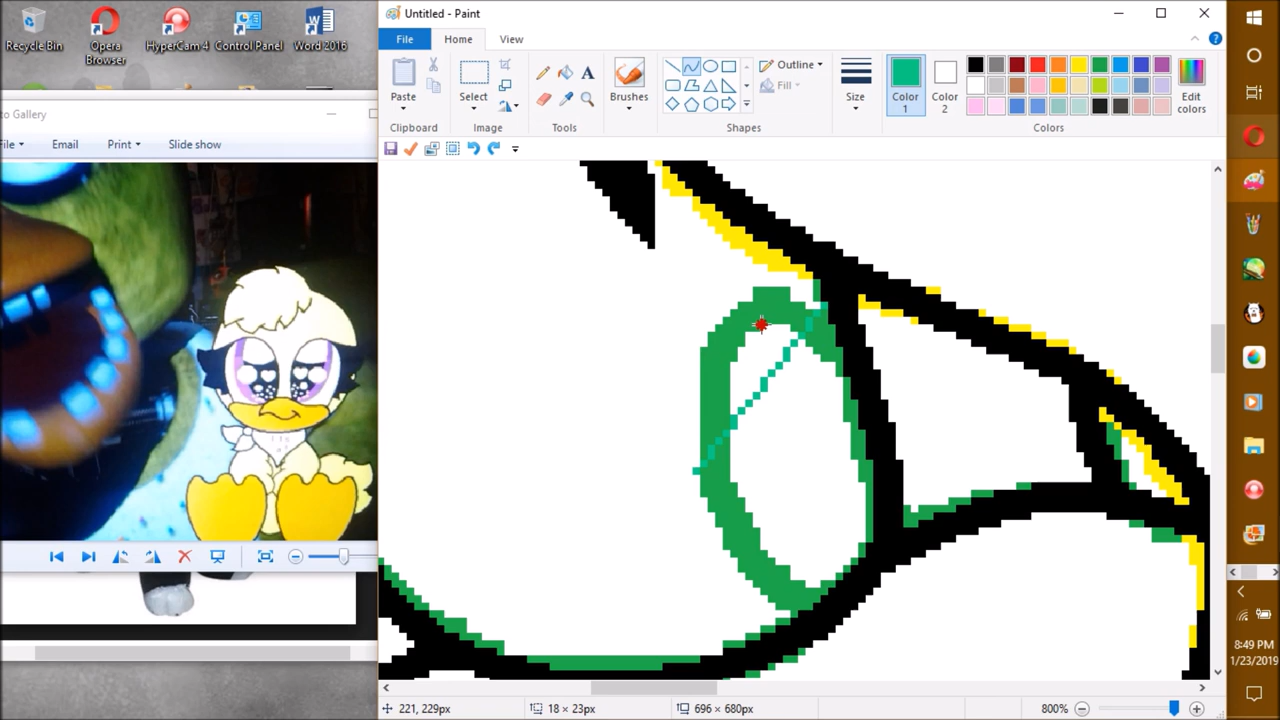 Recycle Bin
Opera
Browser
HyperCam 4
Control Panel
Word 2016
to Gallery
File
Email
Print
Slide show
Untitled - Paint
File
Home
View
Paste
Select
Brushes
Outline
Fill
Size
Color
1
Color
2
Edit
colors
Clipboard
Image
Tools
Shapes
Colors
221, 229px
18 × 23px
696 × 680px
800%
8:49 PM
1/23/2019